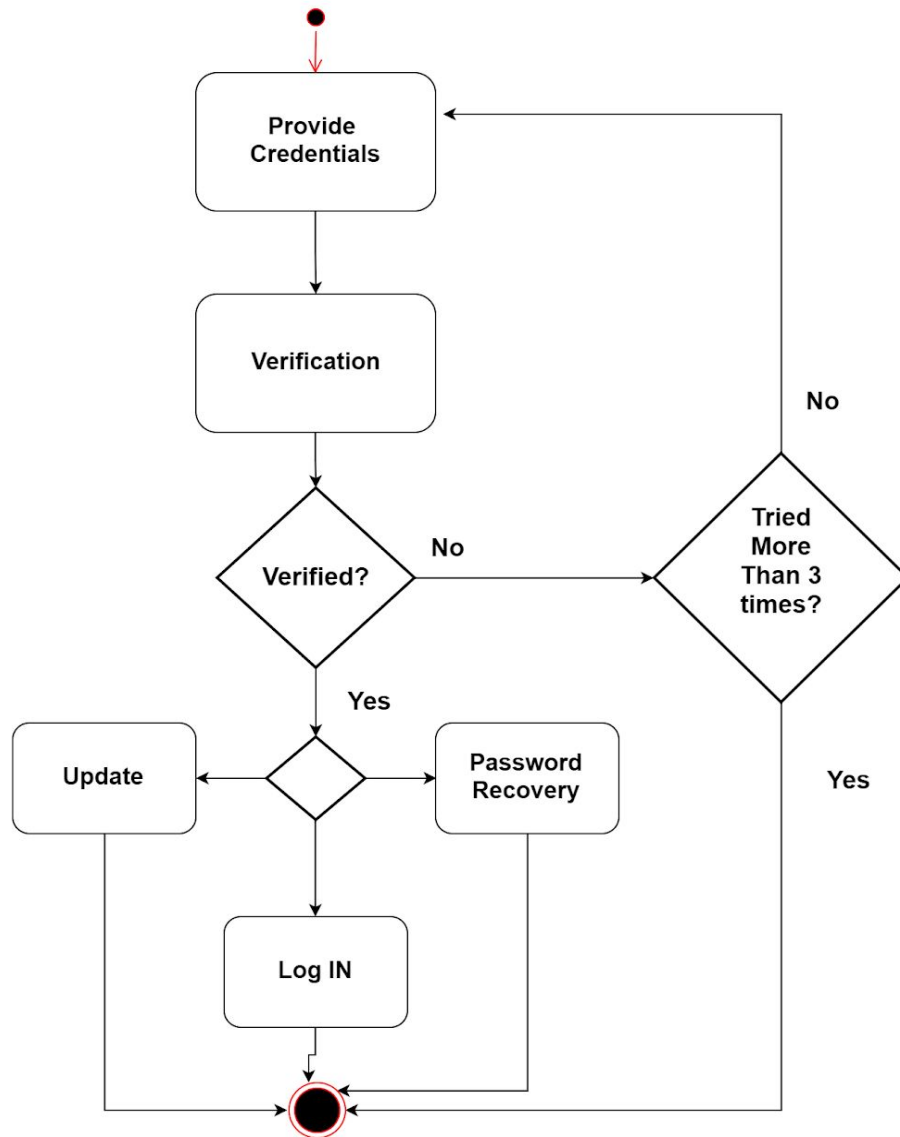 Provide
Credentials
Verification
No
Verified?
No
Tried
More
Than 3
times?
Yes
Update
Password
Recovery
Yes
Log IN